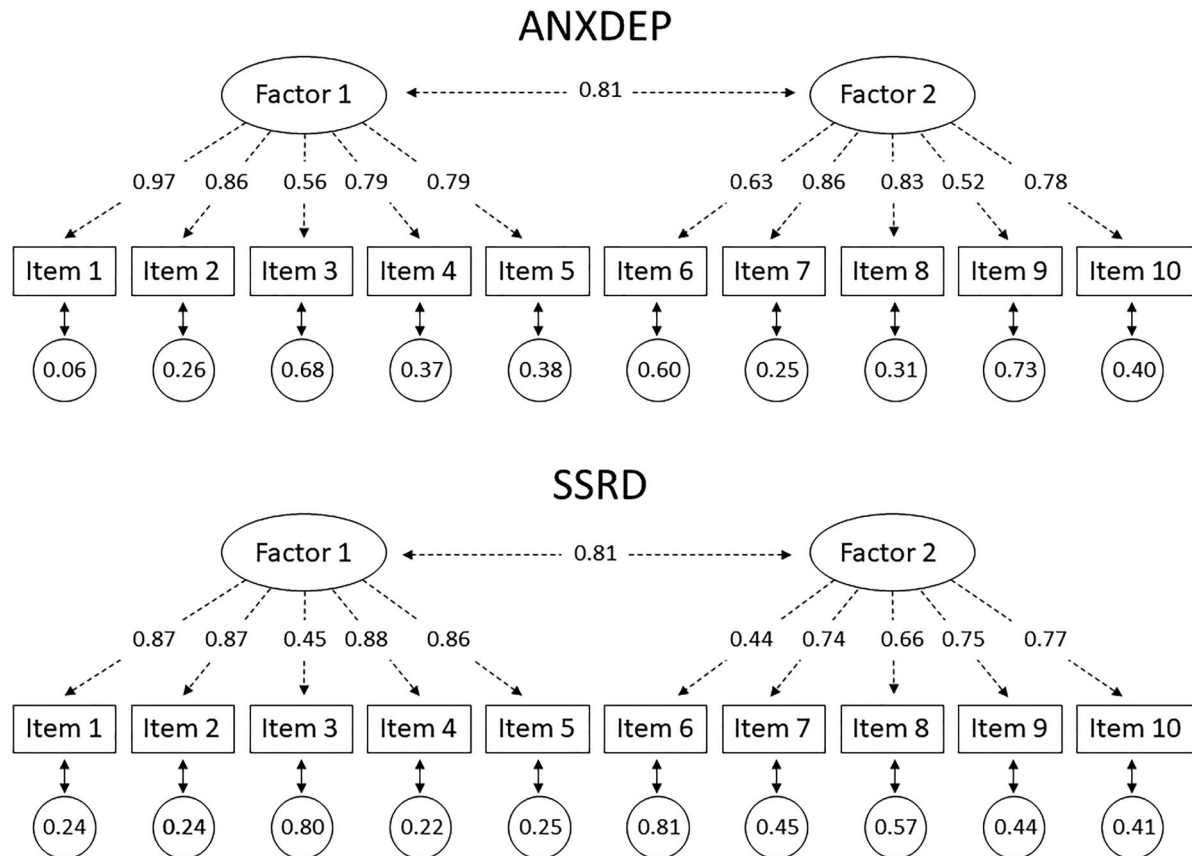 ANXDEP
Factor 1 0.81 Factor 2
0.97 0.86 0.56 0.79 0.79 0.63 0.86 0.83 0.52 0.78
Item 1 Item 2 Item 3 Item 4 Item 5 Item 6 Item 7 Item 8 Item 9 Item 10
0.06 0.26 0.68 0.37 0.38 0.60 0.25 0.31 0.73 0.40
SSRD
Factor 1 0.81 Factor 2
0.87 0.87 0.45 0.88 0.86 0.44 0.74 0.66 0.75 0.77
Item 1 Item 2 Item 3 Item 4 Item 5 Item 6 Item 7 Item 8 Item 9 Item 10
0.24 0.24 0.80 0.22 0.25 0.81 0.45 0.57 0.44 0.41